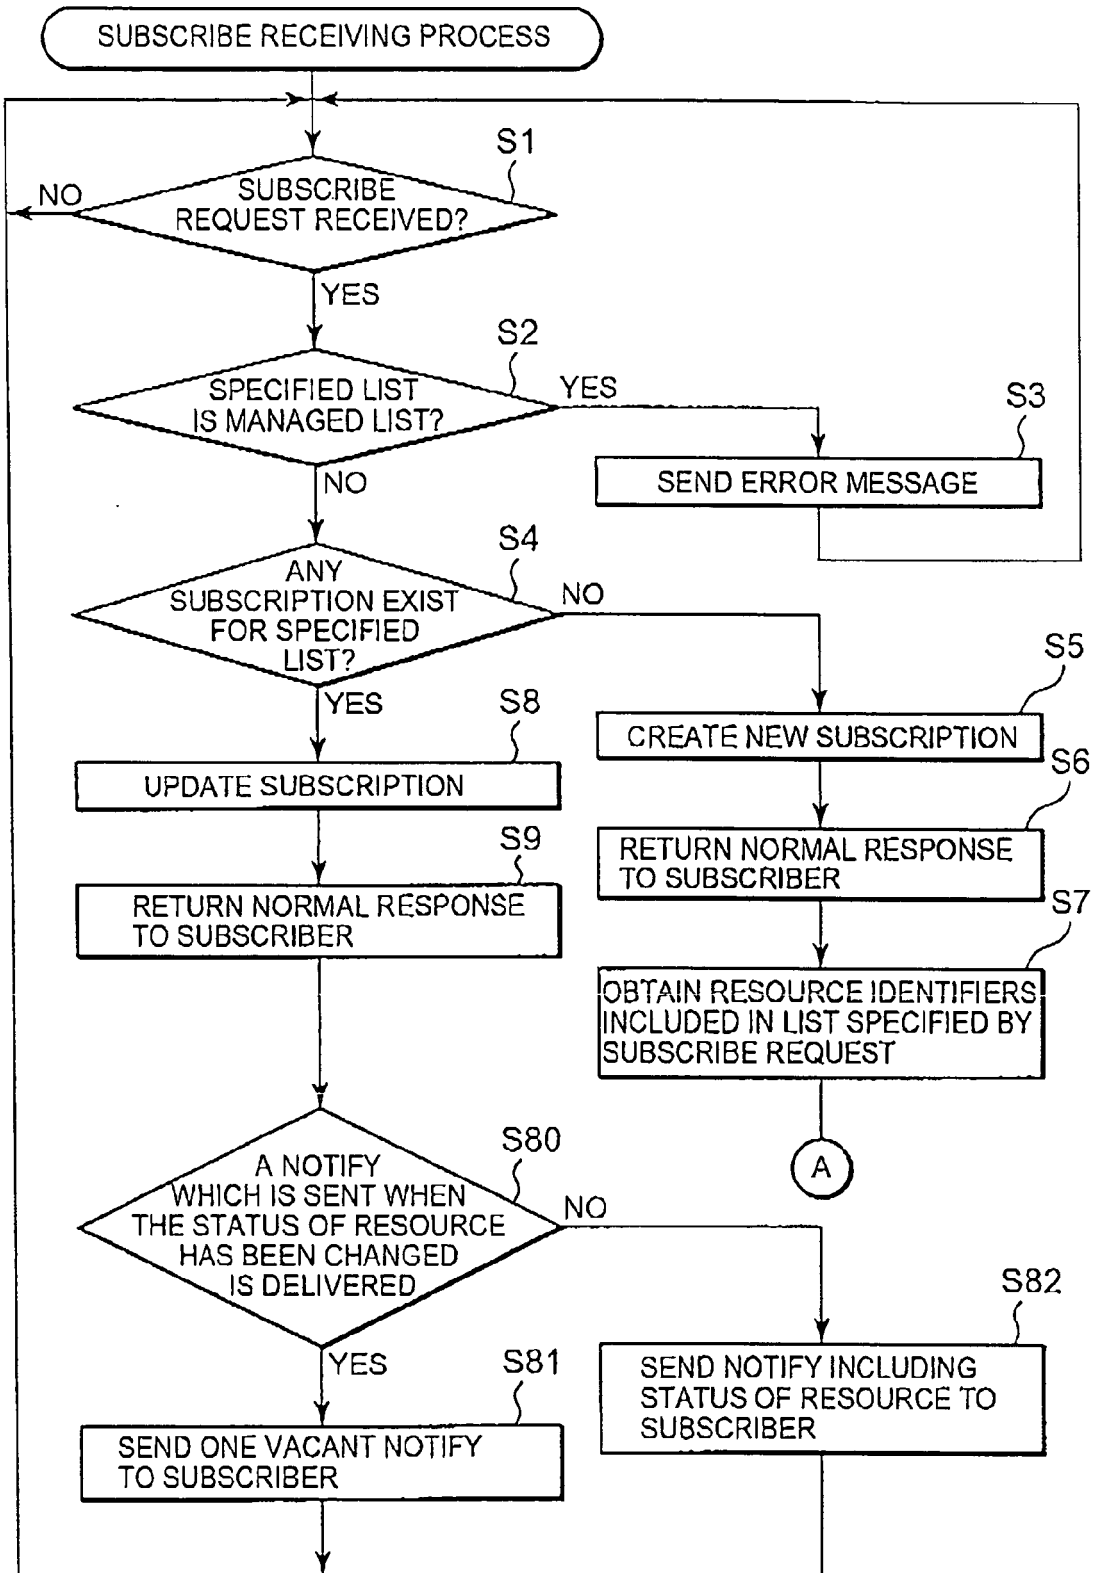 SUBSCRIBE RECEIVING PROCESS
S1
NO
SUBSCRIBE
REQUEST RECEIVED?
YES
S2
SPECIFIED LIST
IS MANAGED LIST?
YES
S3
SEND ERROR MESSAGE
NO
S4
ANY
SUBSCRIPTION EXIST
FOR SPECIFIED
LIST?
NO
S5
CREATE NEW SUBSCRIPTION
YES
S8
UPDATE SUBSCRIPTION
S6
RETURN NORMAL RESPONSE
TO SUBSCRIBER
S9
RETURN NORMAL RESPONSE
TO SUBSCRIBER
S7
OBTAIN RESOURCE IDENTIFIERS
INCLUDED IN LIST SPECIFIED BY
SUBSCRIBE REQUEST
A
S80
A NOTIFY
WHICH IS SENT WHEN
THE STATUS OF RESOURCE
HAS BEEN CHANGED
IS DELIVERED
NO
S82
SEND NOTIFY INCLUDING
STATUS OF RESOURCE TO
SUBSCRIBER
YES
S81
SEND ONE VACANT NOTIFY
TO SUBSCRIBER